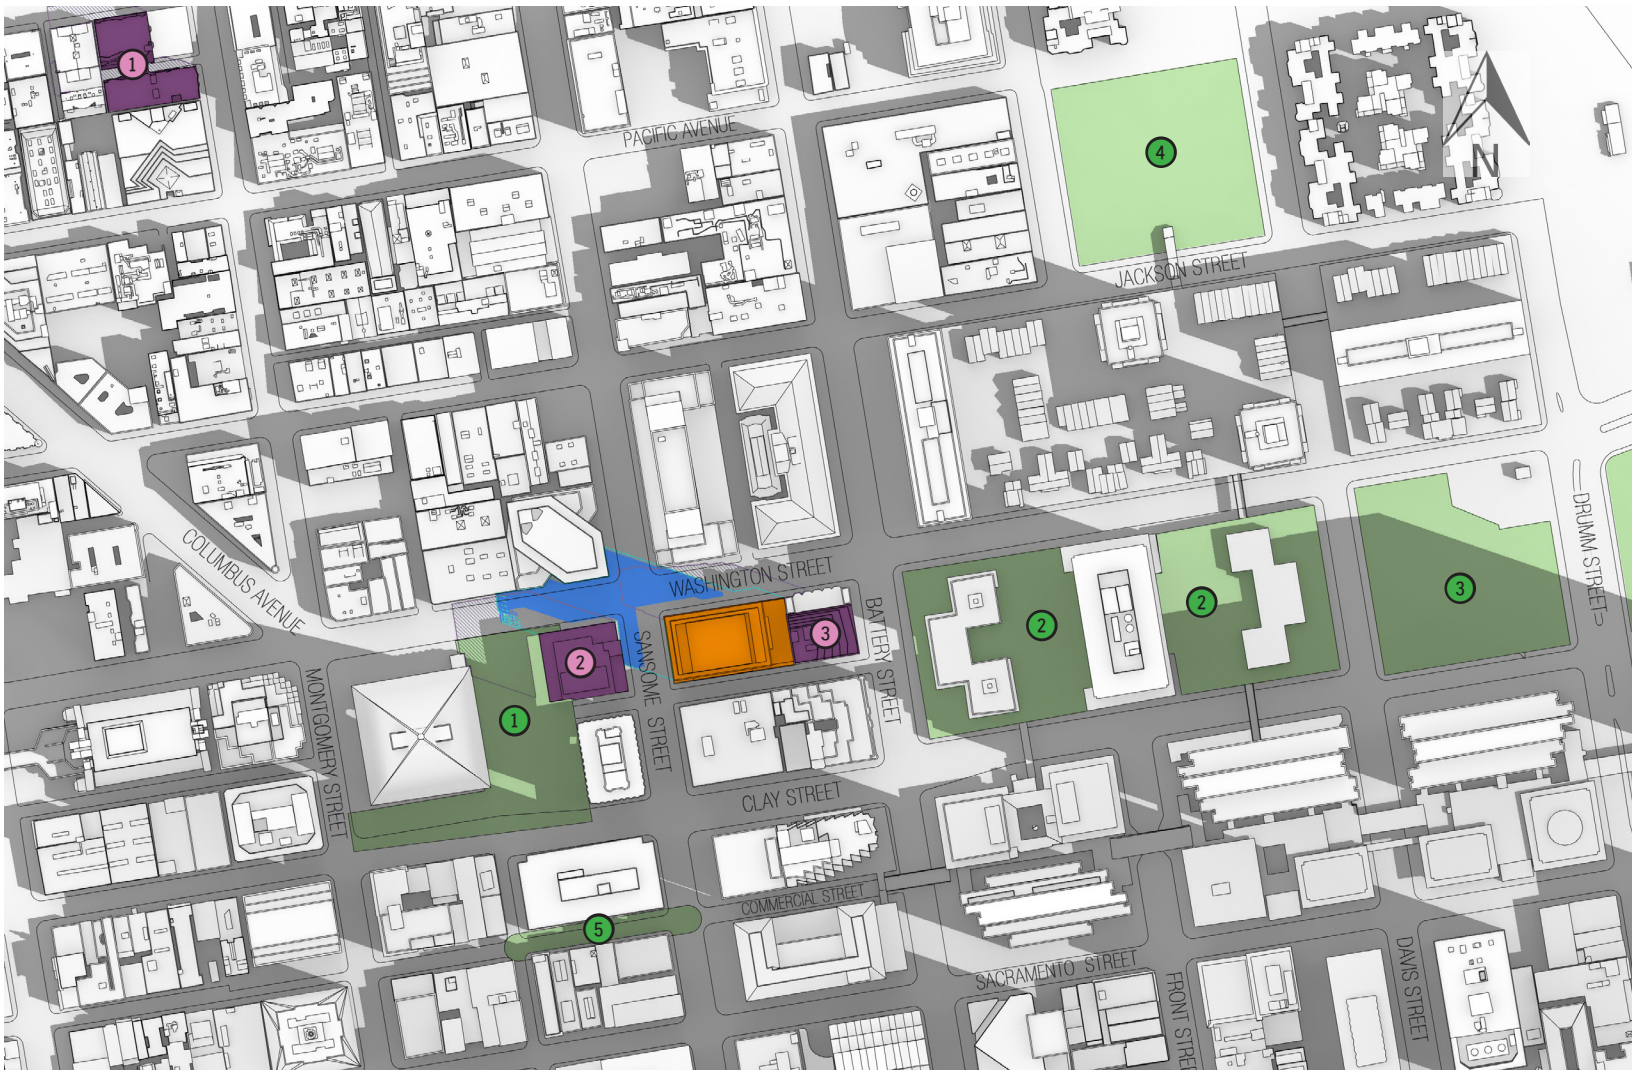 1
PACIFIC AVENUE
4
N
JACKSON STREET
COLUMBUS AVENUE
WASHINGTON STREET
DRUMM STREET
3
2
2
3
2
BATTERY STREET
SANSOME STREET
MONTGOMERY STREET
1
CLAY STREET
COMMERCIAL STREET
5
SACRAMENTO STREET
FRONT STREE
DAVIS STREET